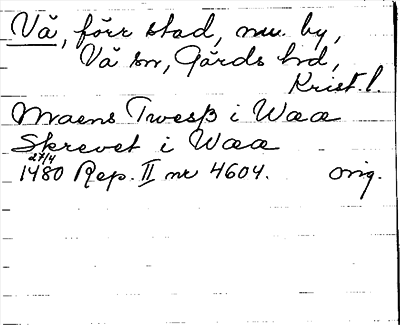 Vä, förr stad, nu by,
Vä sn, Gärds hd,
Krist. l.
Maens Twesß i Waa
Skrevet i Waa
27/4
1480 Rep. II nr 4604. orig.